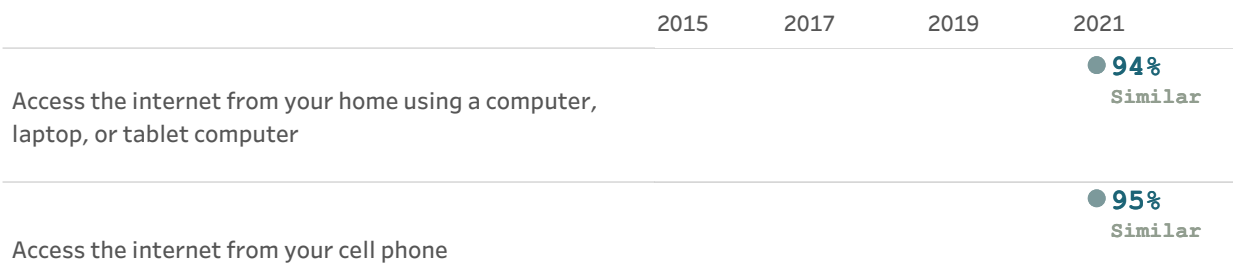 2015 2017 2019 2021
94%
Similar
Access the internet from your home using a computer,
laptop, or tablet computer
95%
Similar
Access the internet from your cell phone